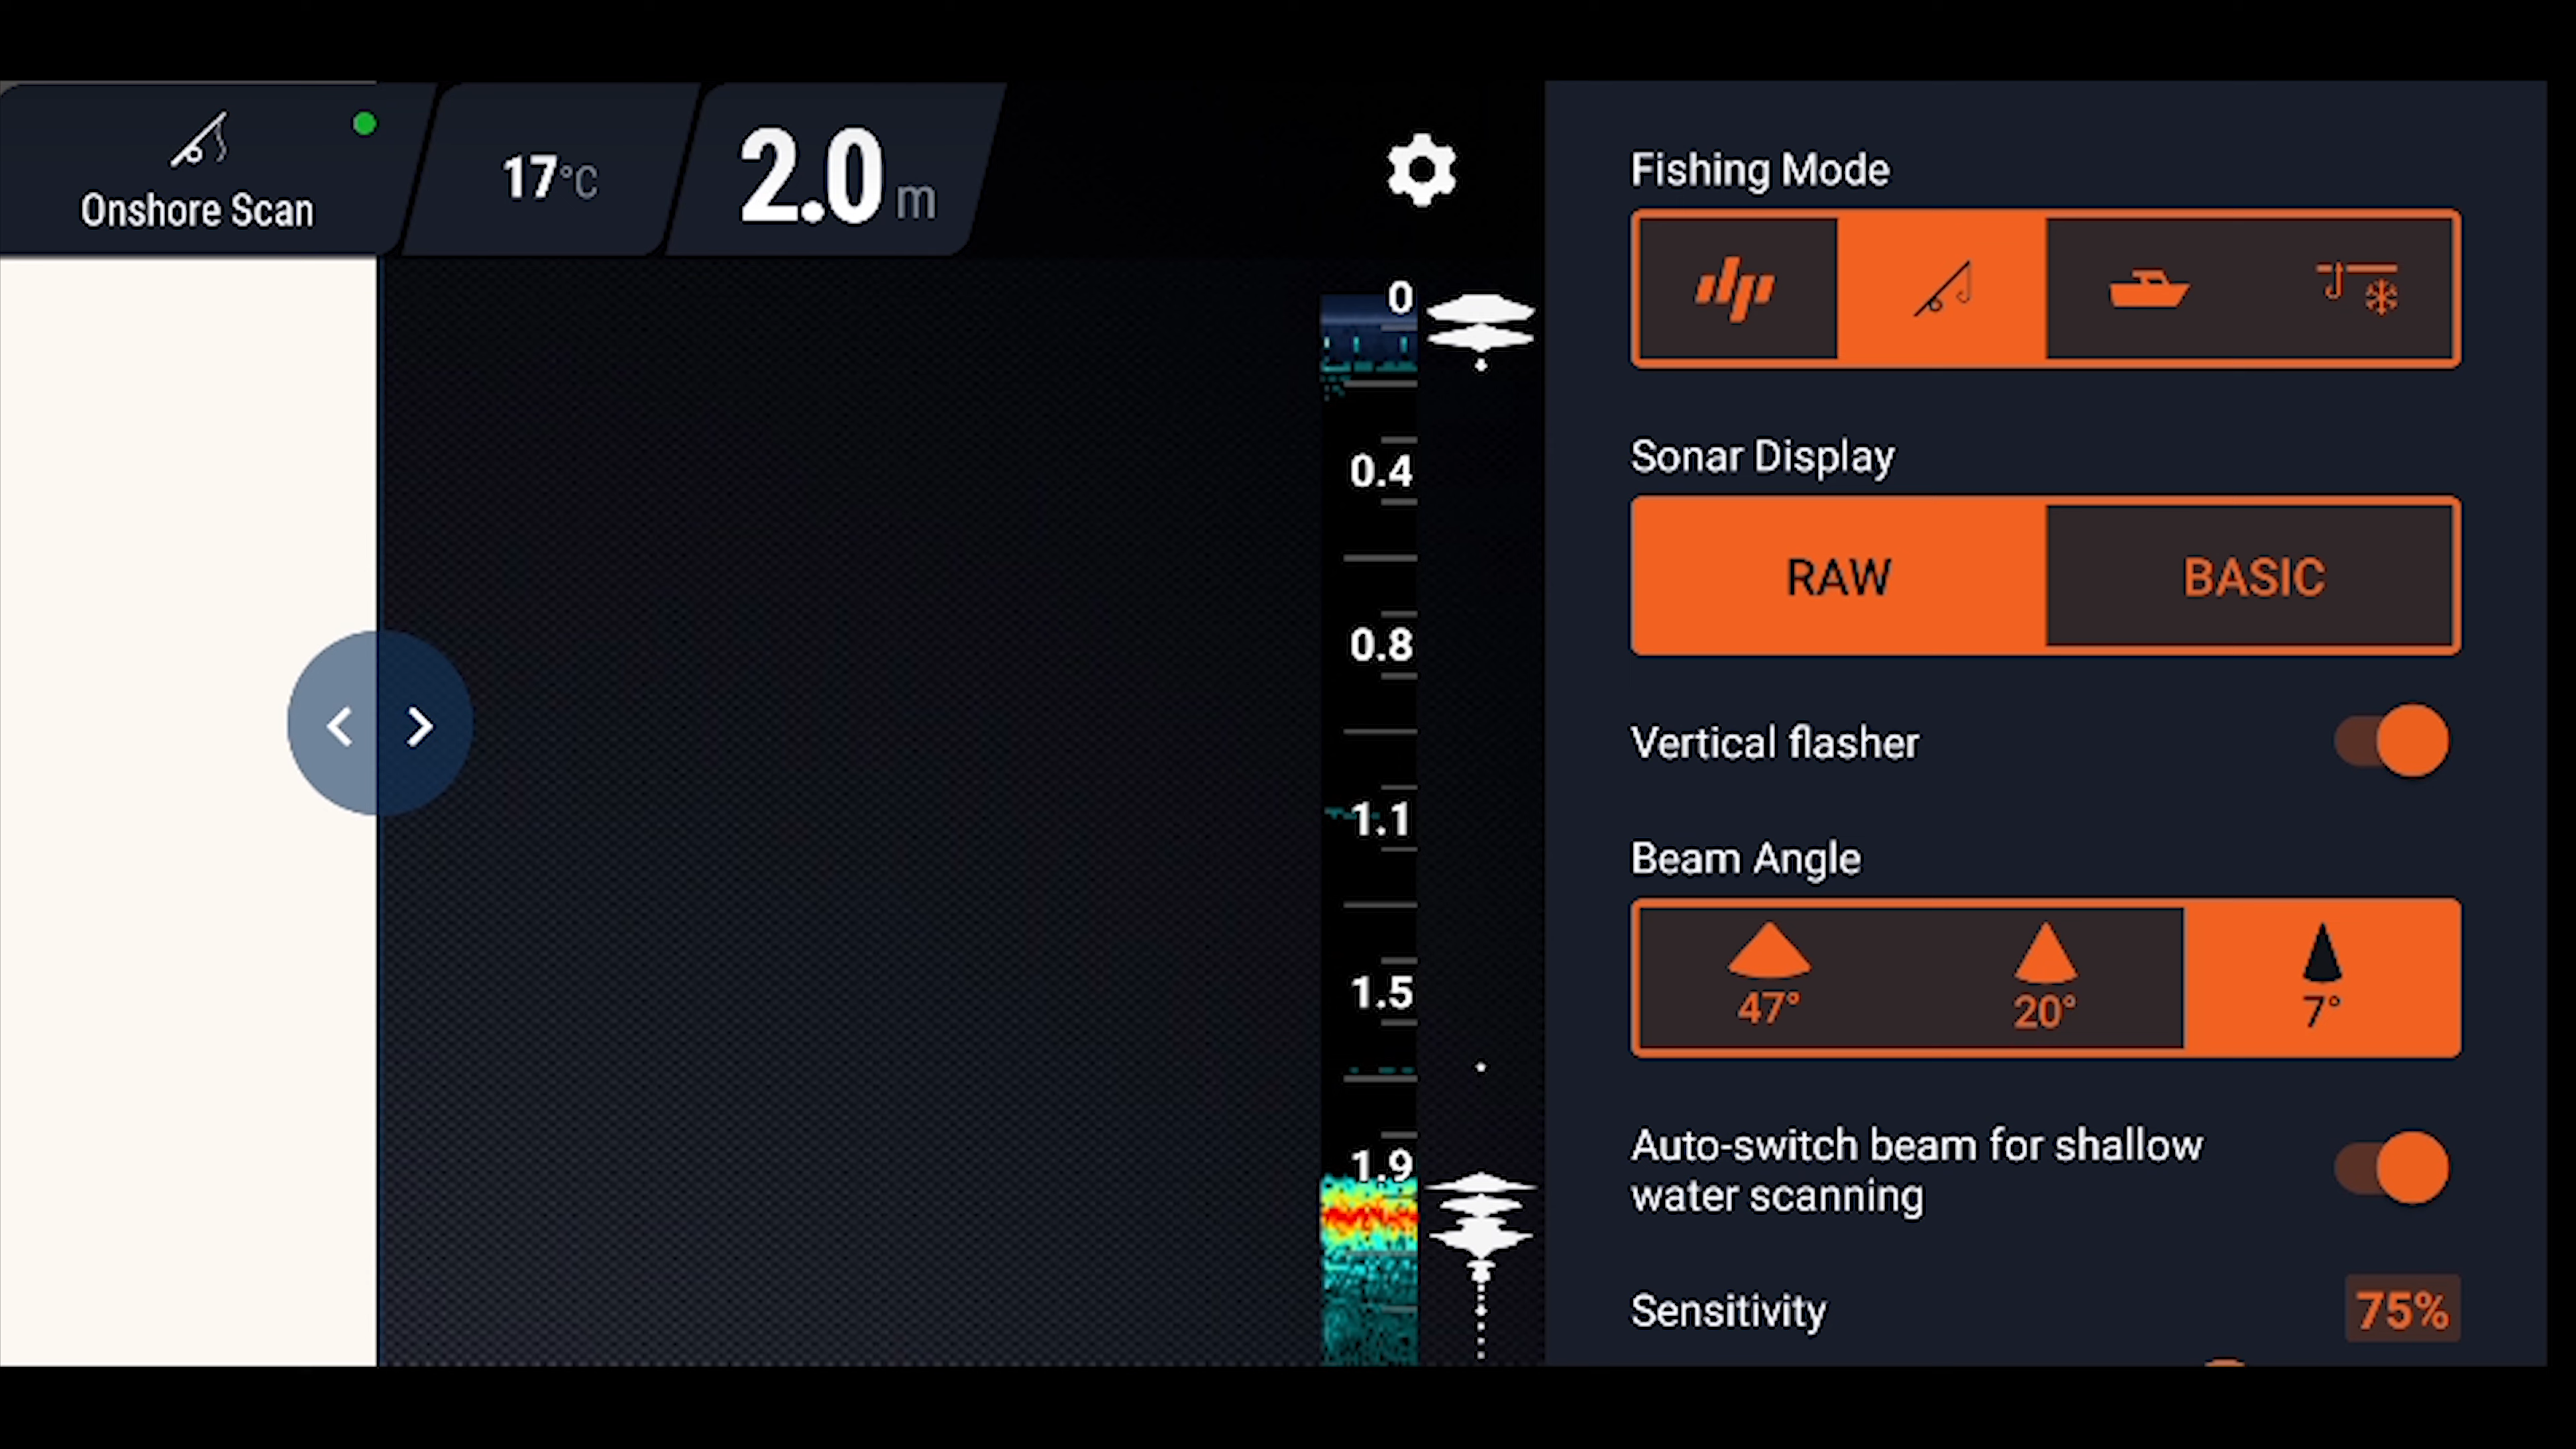 Onshore Scan
17°C
2.0 m
0
0.4
0.8
1.1
1.5
1.9
Fishing Mode
Sonar Display
RAW
BASIC
Vertical flasher
Beam Angle
47°
20°
7°
Auto-switch beam for shallow
water scanning
Sensitivity
75%